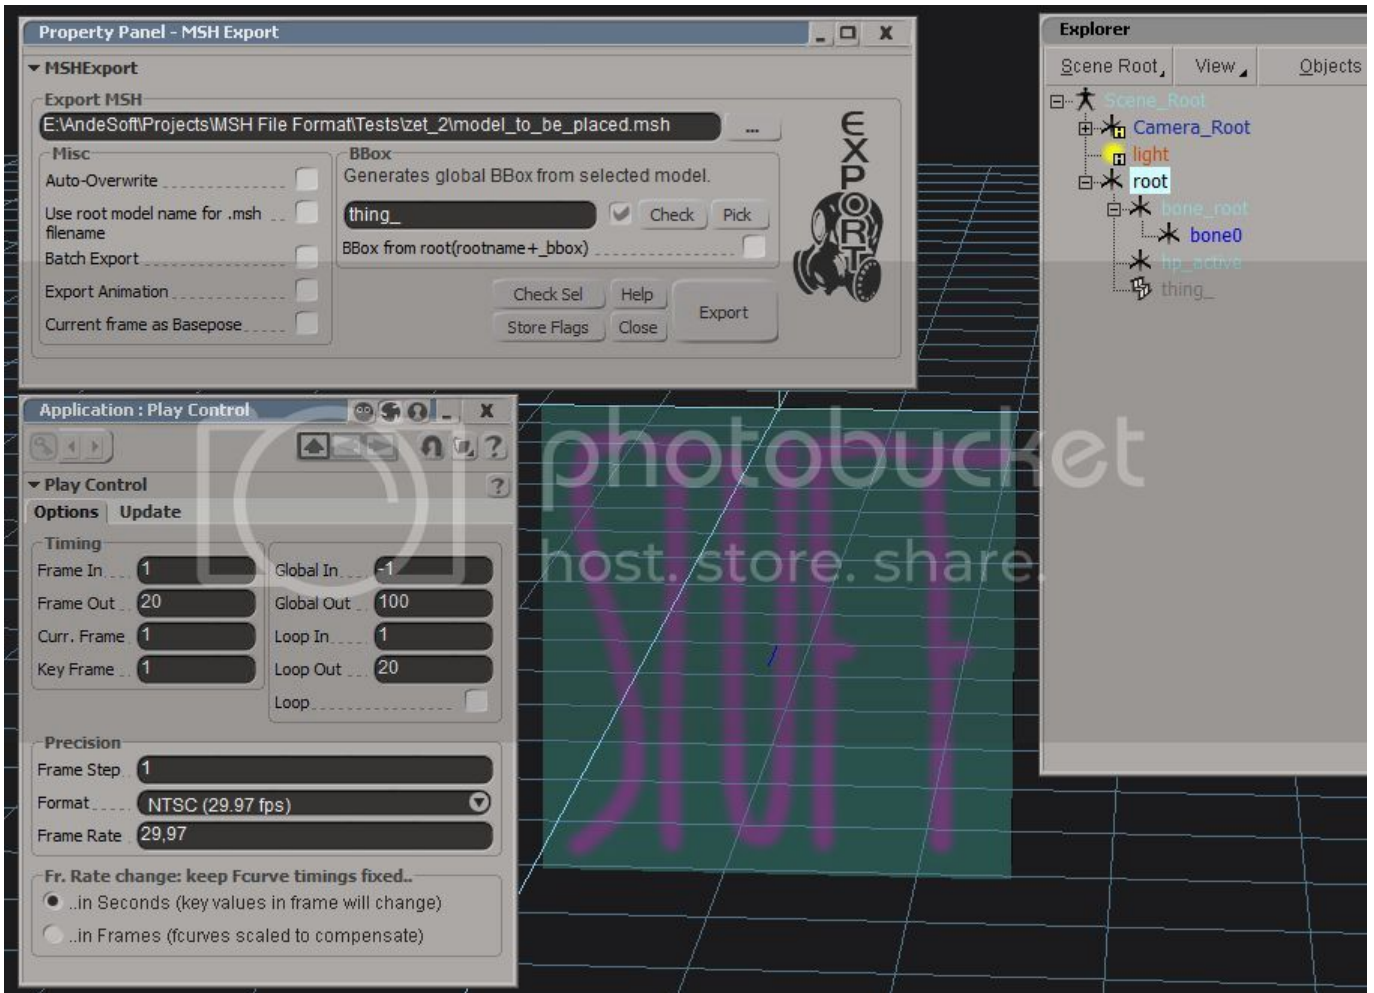 Property Panel - MSH Export
MSHExport
Export MSH
E:\AndeSoft\Projects\MSH File Format\Tests\zet_2\model_to_be_placed.msh
...
Misc
Auto-Overwrite
Use root model name for .msh
filename
Batch Export
Export Animation
Current frame as Basepose
BBox
Generates global BBox from selected model.
thing_
Check
Pick
BBox from root(rootname+_bbox)
Check Sel
Help
Export
Store Flags
Close
EXPORT
Explorer
Scene Root
View
Objects
Scene_Root
Camera_Root
light
root
bone_root
bone0
hp_active
thing_
Application : Play Control
Play Control
Options
Update
Timing
Frame In 1
Frame Out 20
Curr. Frame 1
Key Frame 1
Global In -1
Global Out 100
Loop In 1
Loop Out 20
Loop
Precision
Frame Step 1
Format NTSC (29.97 fps)
Frame Rate 29,97
Fr. Rate change: keep Fcurve timings fixed..
..in Seconds (key values in frame will change)
..in Frames (fcurves scaled to compensate)
photobucket
host. store. share.